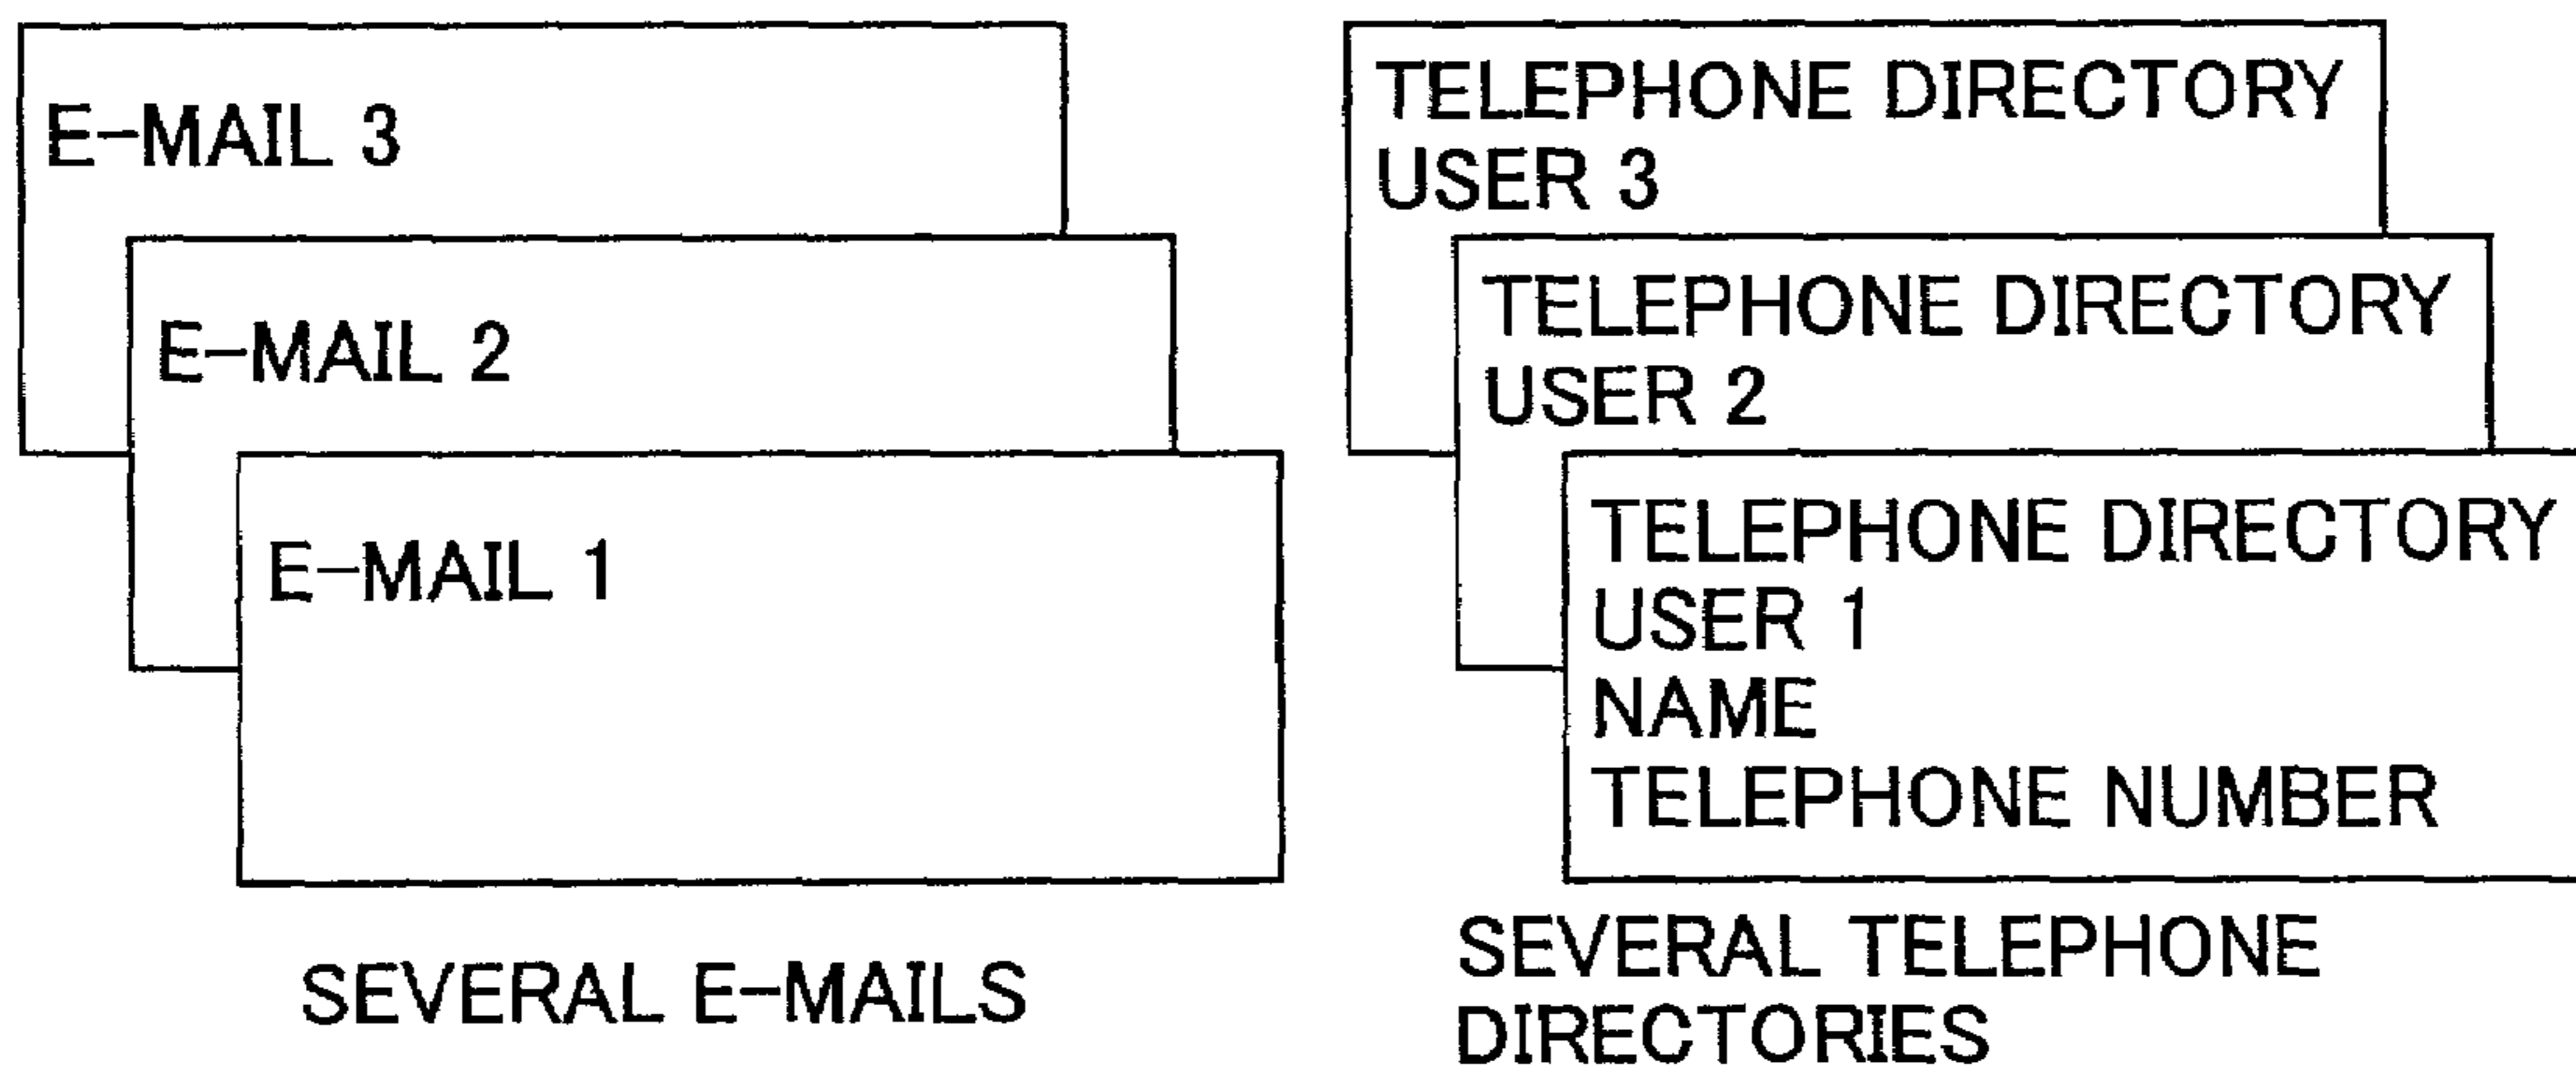 E-MAIL 3
E-MAIL 2
E-MAIL 1
SEVERAL E-MAILS
TELEPHONE DIRECTORY
USER 3
TELEPHONE DIRECTORY
USER 2
TELEPHONE DIRECTORY
USER 1
NAME
TELEPHONE NUMBER
SEVERAL TELEPHONE
DIRECTORIES